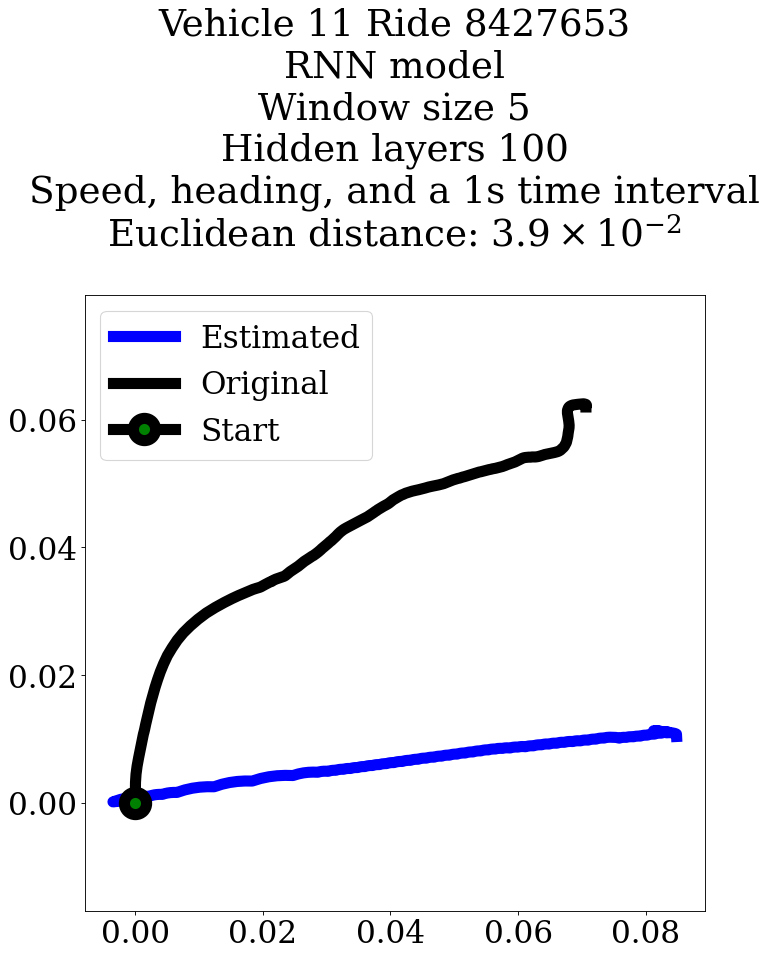 Vehicle 11 Ride 8427653
RNN model
Window size 5
Hidden layers 100
Speed, heading, and a 1s time interval
Euclidean distance: 3.9 × 10⁻²
Estimated
Original
Start
0.06
0.04
0.02
0.00
0.00 0.02 0.04 0.06 0.08